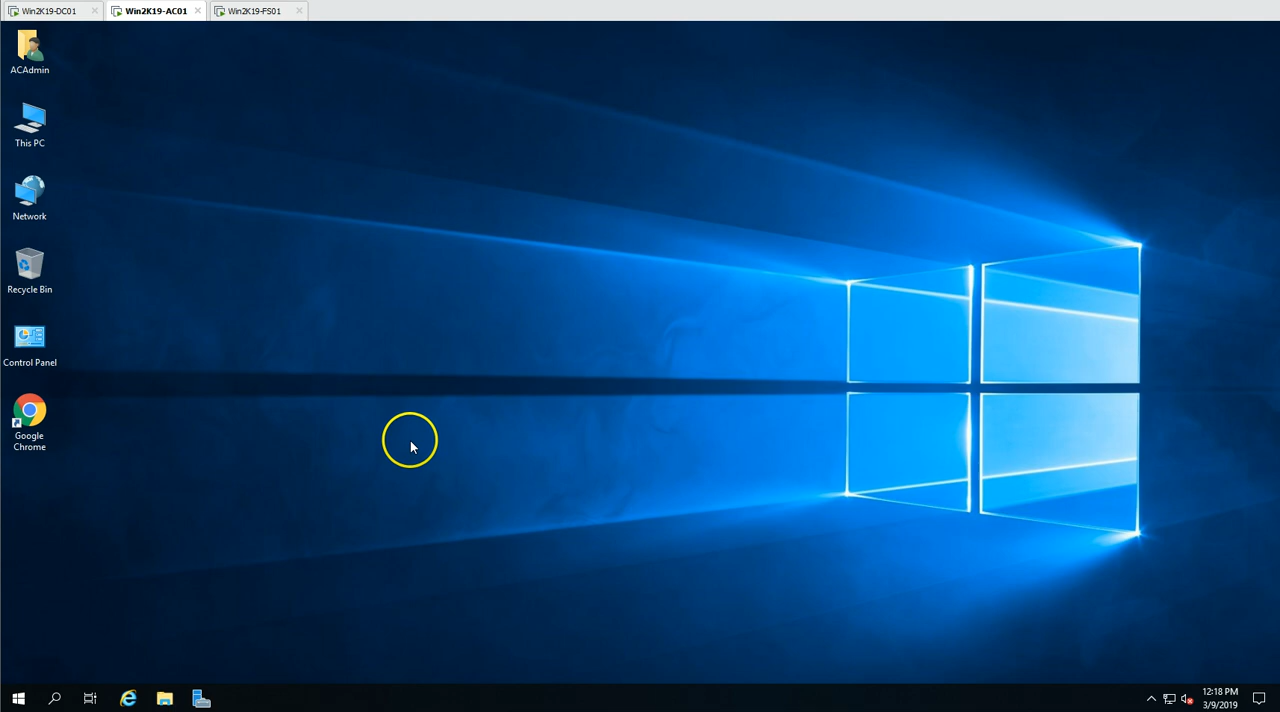 Win2K19-DC01
Win2K19-AC01
Win2K19-FS01
ACAdmin
This PC
Network
Recycle Bin
Control Panel
Google
Chrome
12:18 PM
3/9/2019